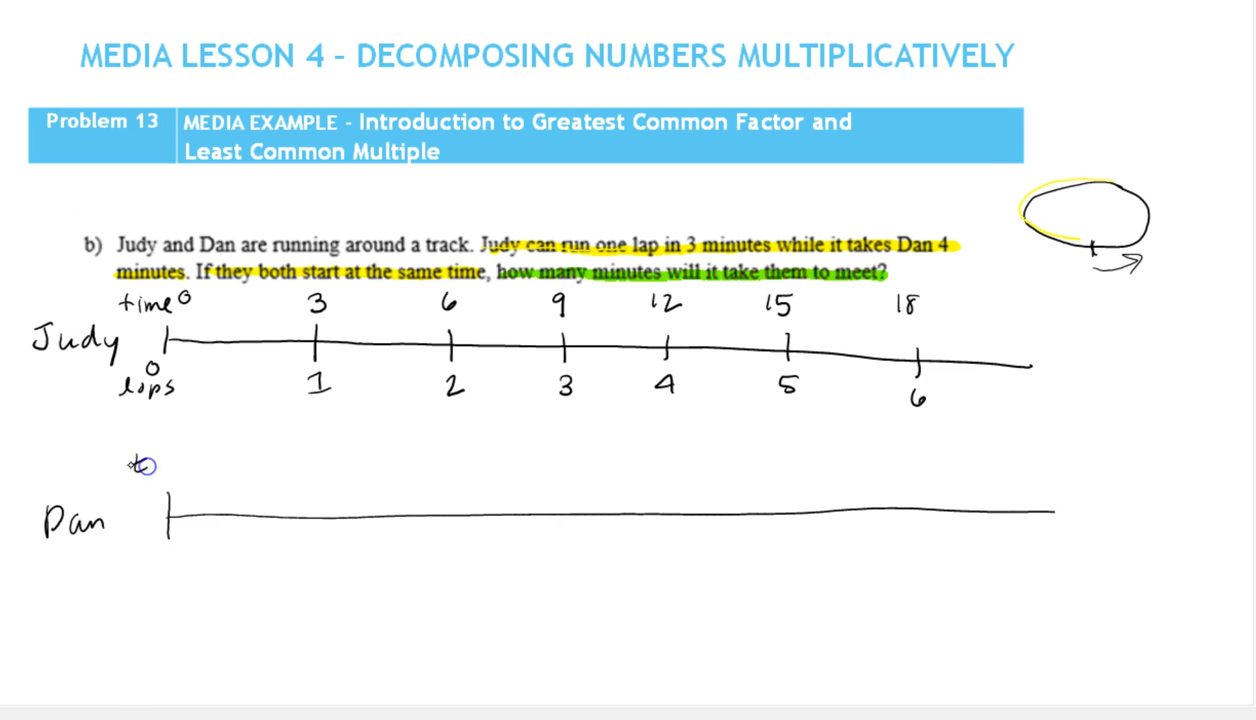 MEDIA LESSON 4 - DECOMPOSING NUMBERS MULTIPLICATIVELY
Problem 13
MEDIA EXAMPLE - Introduction to Greatest Common Factor and
Least Common Multiple
b) Judy and Dan are running around a track. Judy can run one lap in 3 minutes while it takes Dan 4
minutes. If they both start at the same time, how many minutes will it take them to meet?
time 0 3 6 9 12 15 18
Judy
0
laps 1 2 3 4 5 6
t
Dan